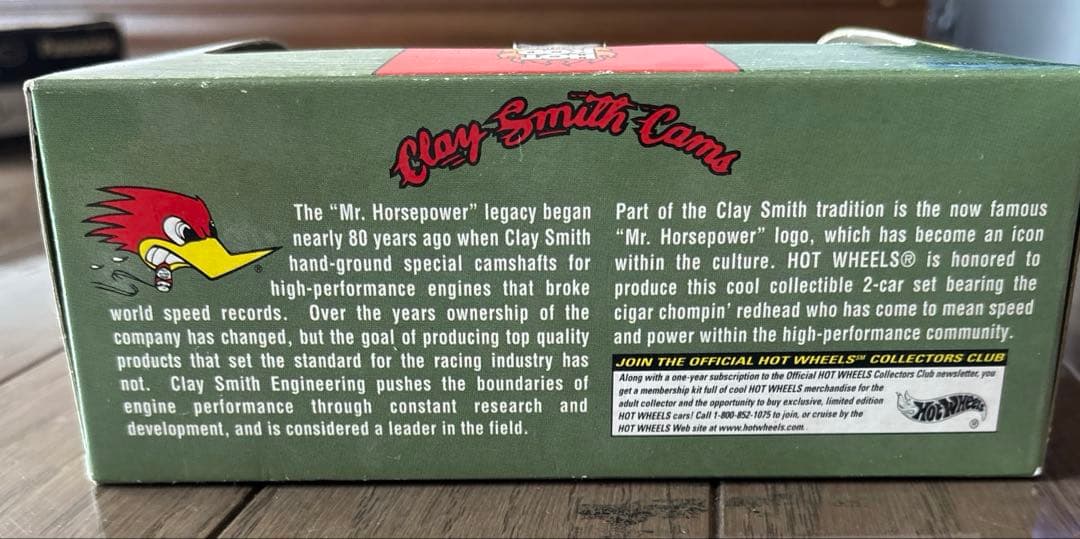 Clay Smith Cams
The “Mr. Horsepower” legacy began
nearly 80 years ago when Clay Smith
hand-ground special camshafts for
high-performance engines that broke
world speed records. Over the years ownership of the
company has changed, but the goal of producing top quality
products that set the standard for the racing industry has
not. Clay Smith Engineering pushes the boundaries of
engine performance through constant research and
development, and is considered a leader in the field.
Part of the Clay Smith tradition is the now famous
“Mr. Horsepower” logo, which has become an icon
within the culture. HOT WHEELS® is honored to
produce this cool collectible 2-car set bearing the
cigar chompin’ redhead who has come to mean speed
and power within the high-performance community.
JOIN THE OFFICIAL HOT WHEELS℠ COLLECTORS CLUB
Along with a one-year subscription to the Official HOT WHEELS Collectors Club newsletter, you
get a membership kit full of cool HOT WHEELS merchandise for the
adult collector and the opportunity to buy exclusive, limited edition
HOT WHEELS cars! Call 1-800-852-1075 to join, or cruise by the
HOT WHEELS Web site at www.hotwheels.com
HOT WHEELS ®